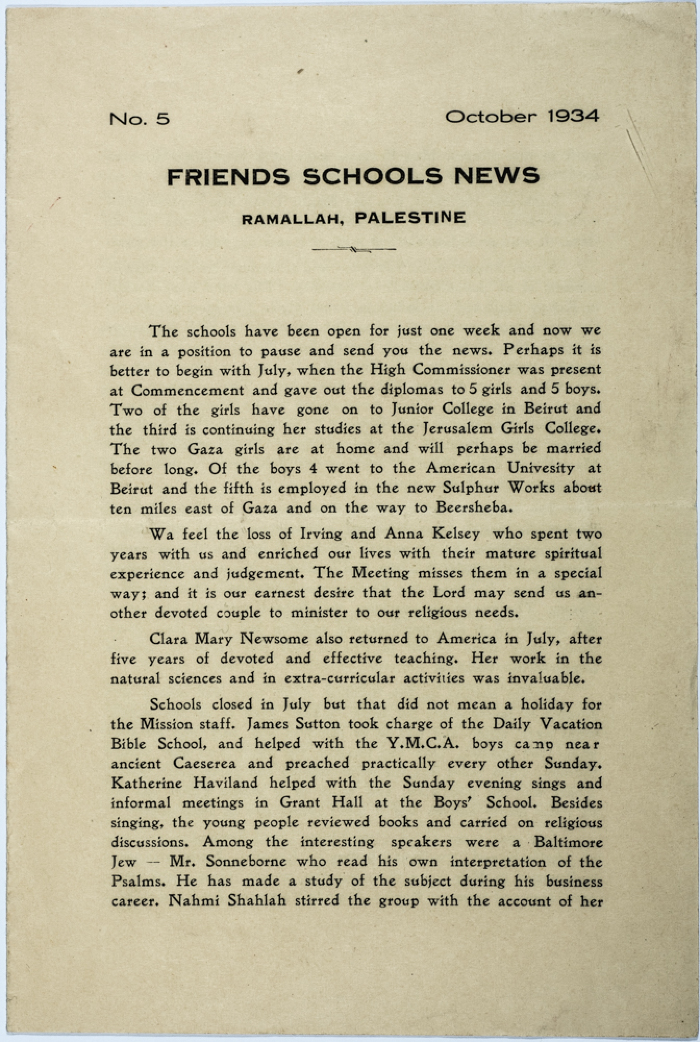 No. 5
October 1934
FRIENDS SCHOOLS NEWS
RAMALLAH, PALESTINE
The schools have been open for just one week and now we
are in a position to pause and send you the news. Perhaps it is
better to begin with July, when the High Commissioner was present
at Commencement and gave out the diplomas to 5 girls and 5 boys.
Two of the girls have gone on to Junior College in Beirut and
the third is continuing her studies at the Jerusalem Girls College.
The two Gaza girls are at home and will perhaps be married
before long. Of the boys 4 went to the American Univesity at
Beirut and the fifth is employed in the new Sulphur Works about
ten miles east of Gaza and on the way to Beersheba.
Wa feel the loss of Irving and Anna Kelsey who spent two
years with us and enriched our lives with their mature spiritual
experience and judgement. The Meeting misses them in a special
way; and it is our earnest desire that the Lord may send us an-
other devoted couple to minister to our religious needs.
Clara Mary Newsome also returned to America in July, after
five years of devoted and effective teaching. Her work in the
natural sciences and in extra-curricular activities was invaluable.
Schools closed in July but that did not mean a holiday for
the Mission staff. James Sutton took charge of the Daily Vacation
Bible School, and helped with the Y.M.C.A. boys camp near
ancient Caeserea and preached practically every other Sunday.
Katherine Haviland helped with the Sunday evening sings and
informal meetings in Grant Hall at the Boys' School. Besides
singing, the young people reviewed books and carried on religious
discussions. Among the interesting speakers were a Baltimore
Jew — Mr. Sonneborne who read his own interpretation of the
Psalms. He has made a study of the subject during his business
career. Nahmi Shahlah stirred the group with the account of her